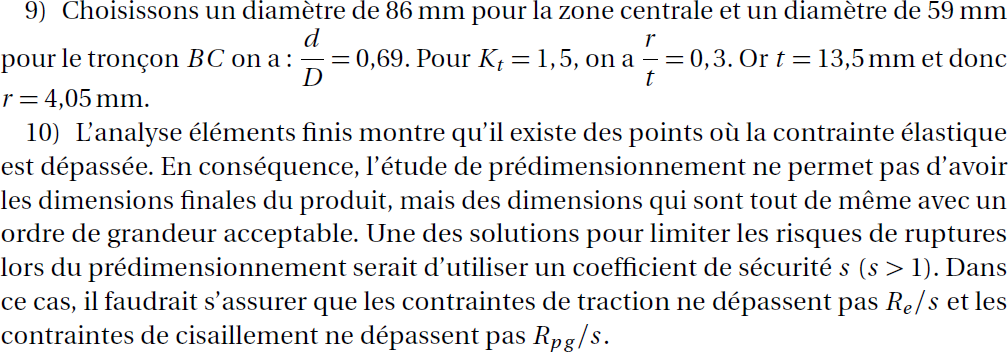 9) Choisissons un diamètre de 86 mm pour la zone centrale et un diamètre de 59 mm
pour le tronçon BC on a : d/D = 0,69. Pour K_t = 1,5, on a r/t = 0,3. Or t = 13,5 mm et donc
r = 4,05 mm.
10) L'analyse éléments finis montre qu'il existe des points où la contrainte élastique
est dépassée. En conséquence, l'étude de prédimensionnement ne permet pas d'avoir
les dimensions finales du produit, mais des dimensions qui sont tout de même avec un
ordre de grandeur acceptable. Une des solutions pour limiter les risques de ruptures
lors du prédimensionnement serait d'utiliser un coefficient de sécurité s (s > 1). Dans
ce cas, il faudrait s'assurer que les contraintes de traction ne dépassent pas R_e/s et les
contraintes de cisaillement ne dépassent pas R_pg/s.